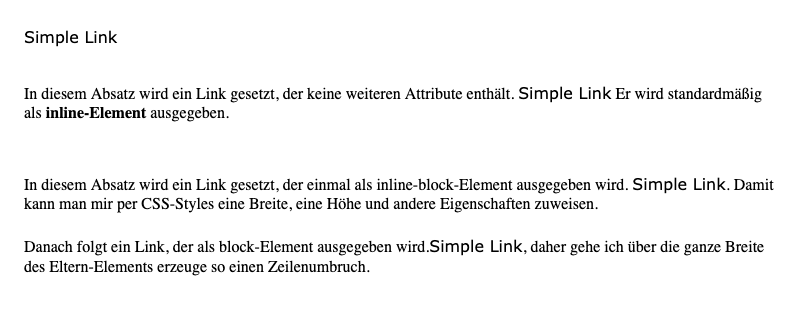 Simple Link
In diesem Absatz wird ein Link gesetzt, der keine weiteren Attribute enthält. Simple Link Er wird standardmäßig
als inline-Element ausgegeben.
In diesem Absatz wird ein Link gesetzt, der einmal als inline-block-Element ausgegeben wird. Simple Link. Damit
kann man mir per CSS-Styles eine Breite, eine Höhe und andere Eigenschaften zuweisen.
Danach folgt ein Link, der als block-Element ausgegeben wird.Simple Link, daher gehe ich über die ganze Breite
des Eltern-Elements erzeuge so einen Zeilenumbruch.